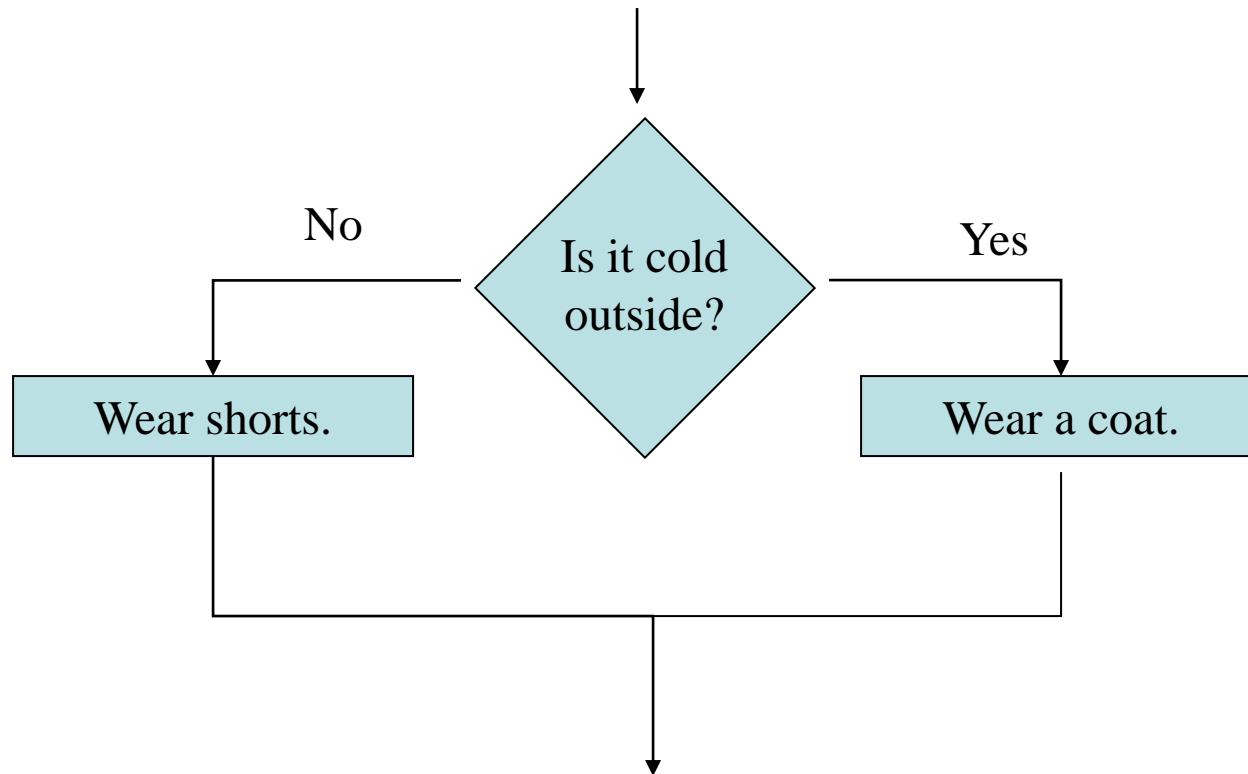 No
Yes
Is it cold
outside?
Wear shorts.
Wear a coat.